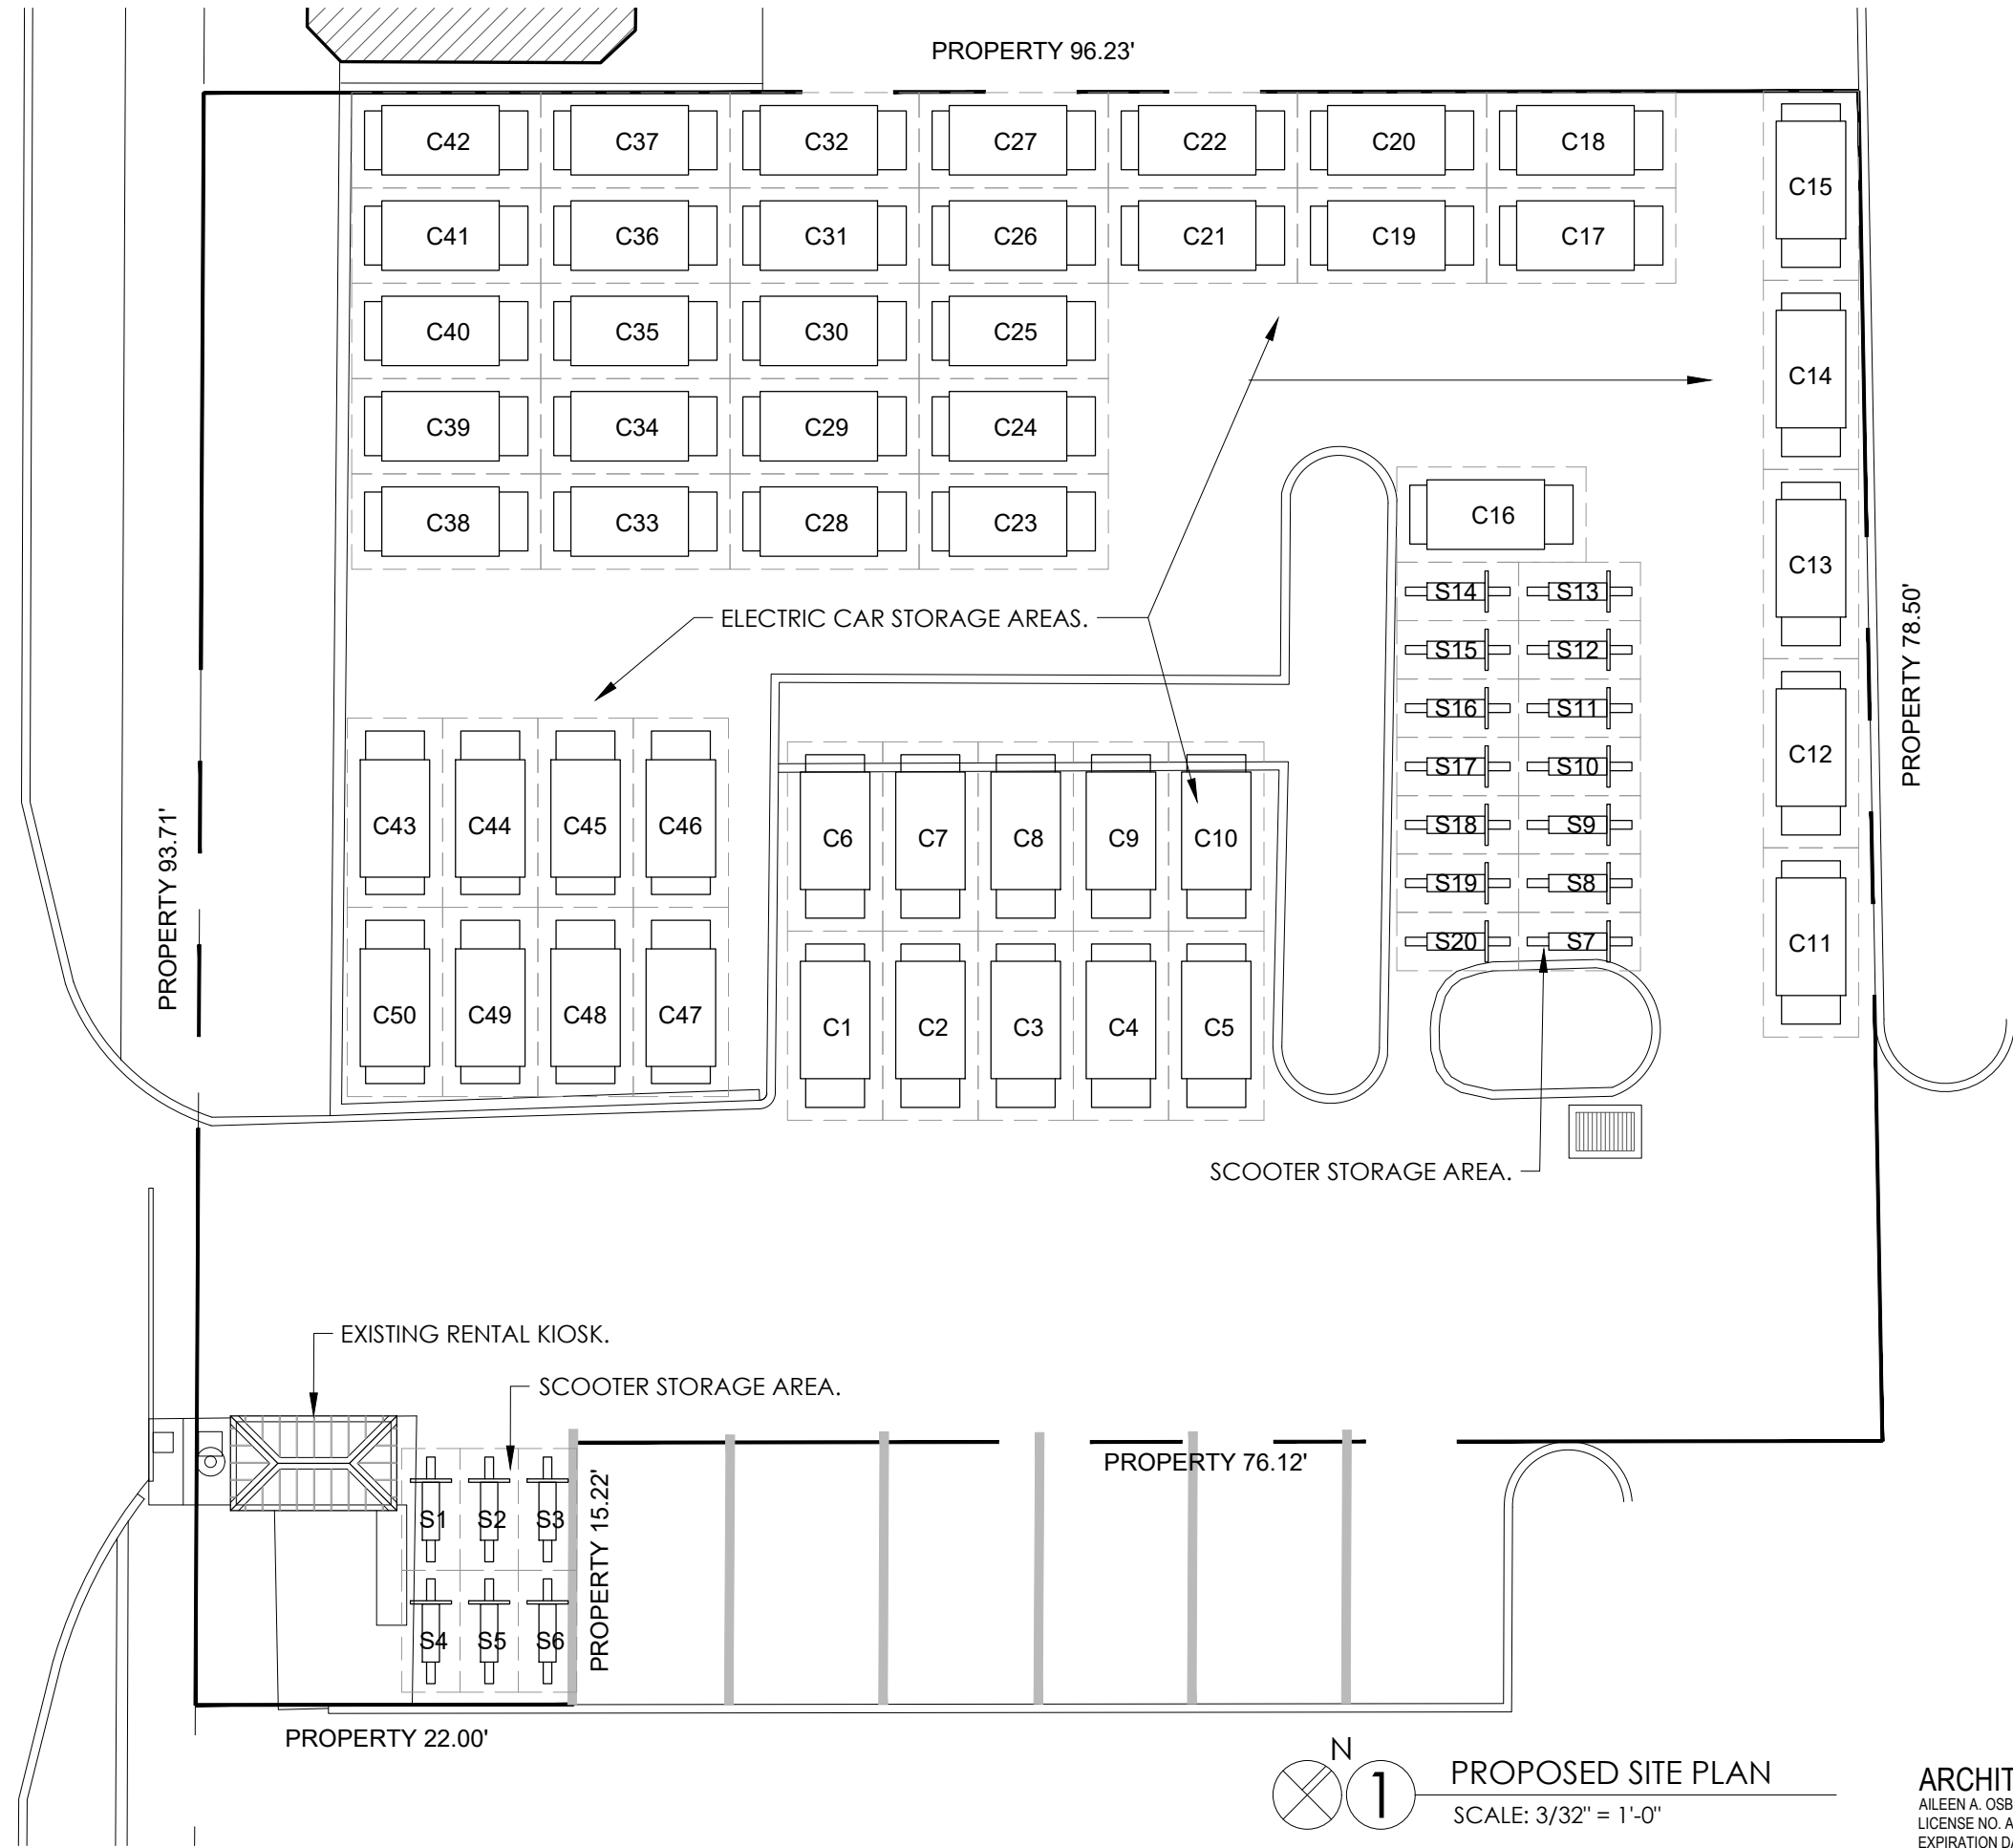 PROPERTY 96.23'
C42 C37 C32 C27 C22 C20 C18
C15
C41 C36 C31 C26 C21 C19 C17
C40 C35 C30 C25
C14
C39 C34 C29 C24
C38 C33 C28 C23
C16
C13
S14 S13
ELECTRIC CAR STORAGE AREAS.
S15 S12
PROPERTY 78.50'
S16 S11
C12
S17 S10
C43 C44 C45 C46
C6 C7 C8 C9 C10
S18 S9
S19 S8
PROPERTY 93.71'
S20 S7
C11
C50 C49 C48 C47
C1 C2 C3 C4 C5
SCOOTER STORAGE AREA.
EXISTING RENTAL KIOSK.
SCOOTER STORAGE AREA.
PROPERTY 76.12'
S1 S2 S3
PROPERTY 15.22'
S4 S5 S6
PROPERTY 22.00'
N
1
PROPOSED SITE PLAN
SCALE: 3/32" = 1'-0"
ARCHIT
AILEEN A. OSB
LICENSE NO. A
EXPIRATION DA